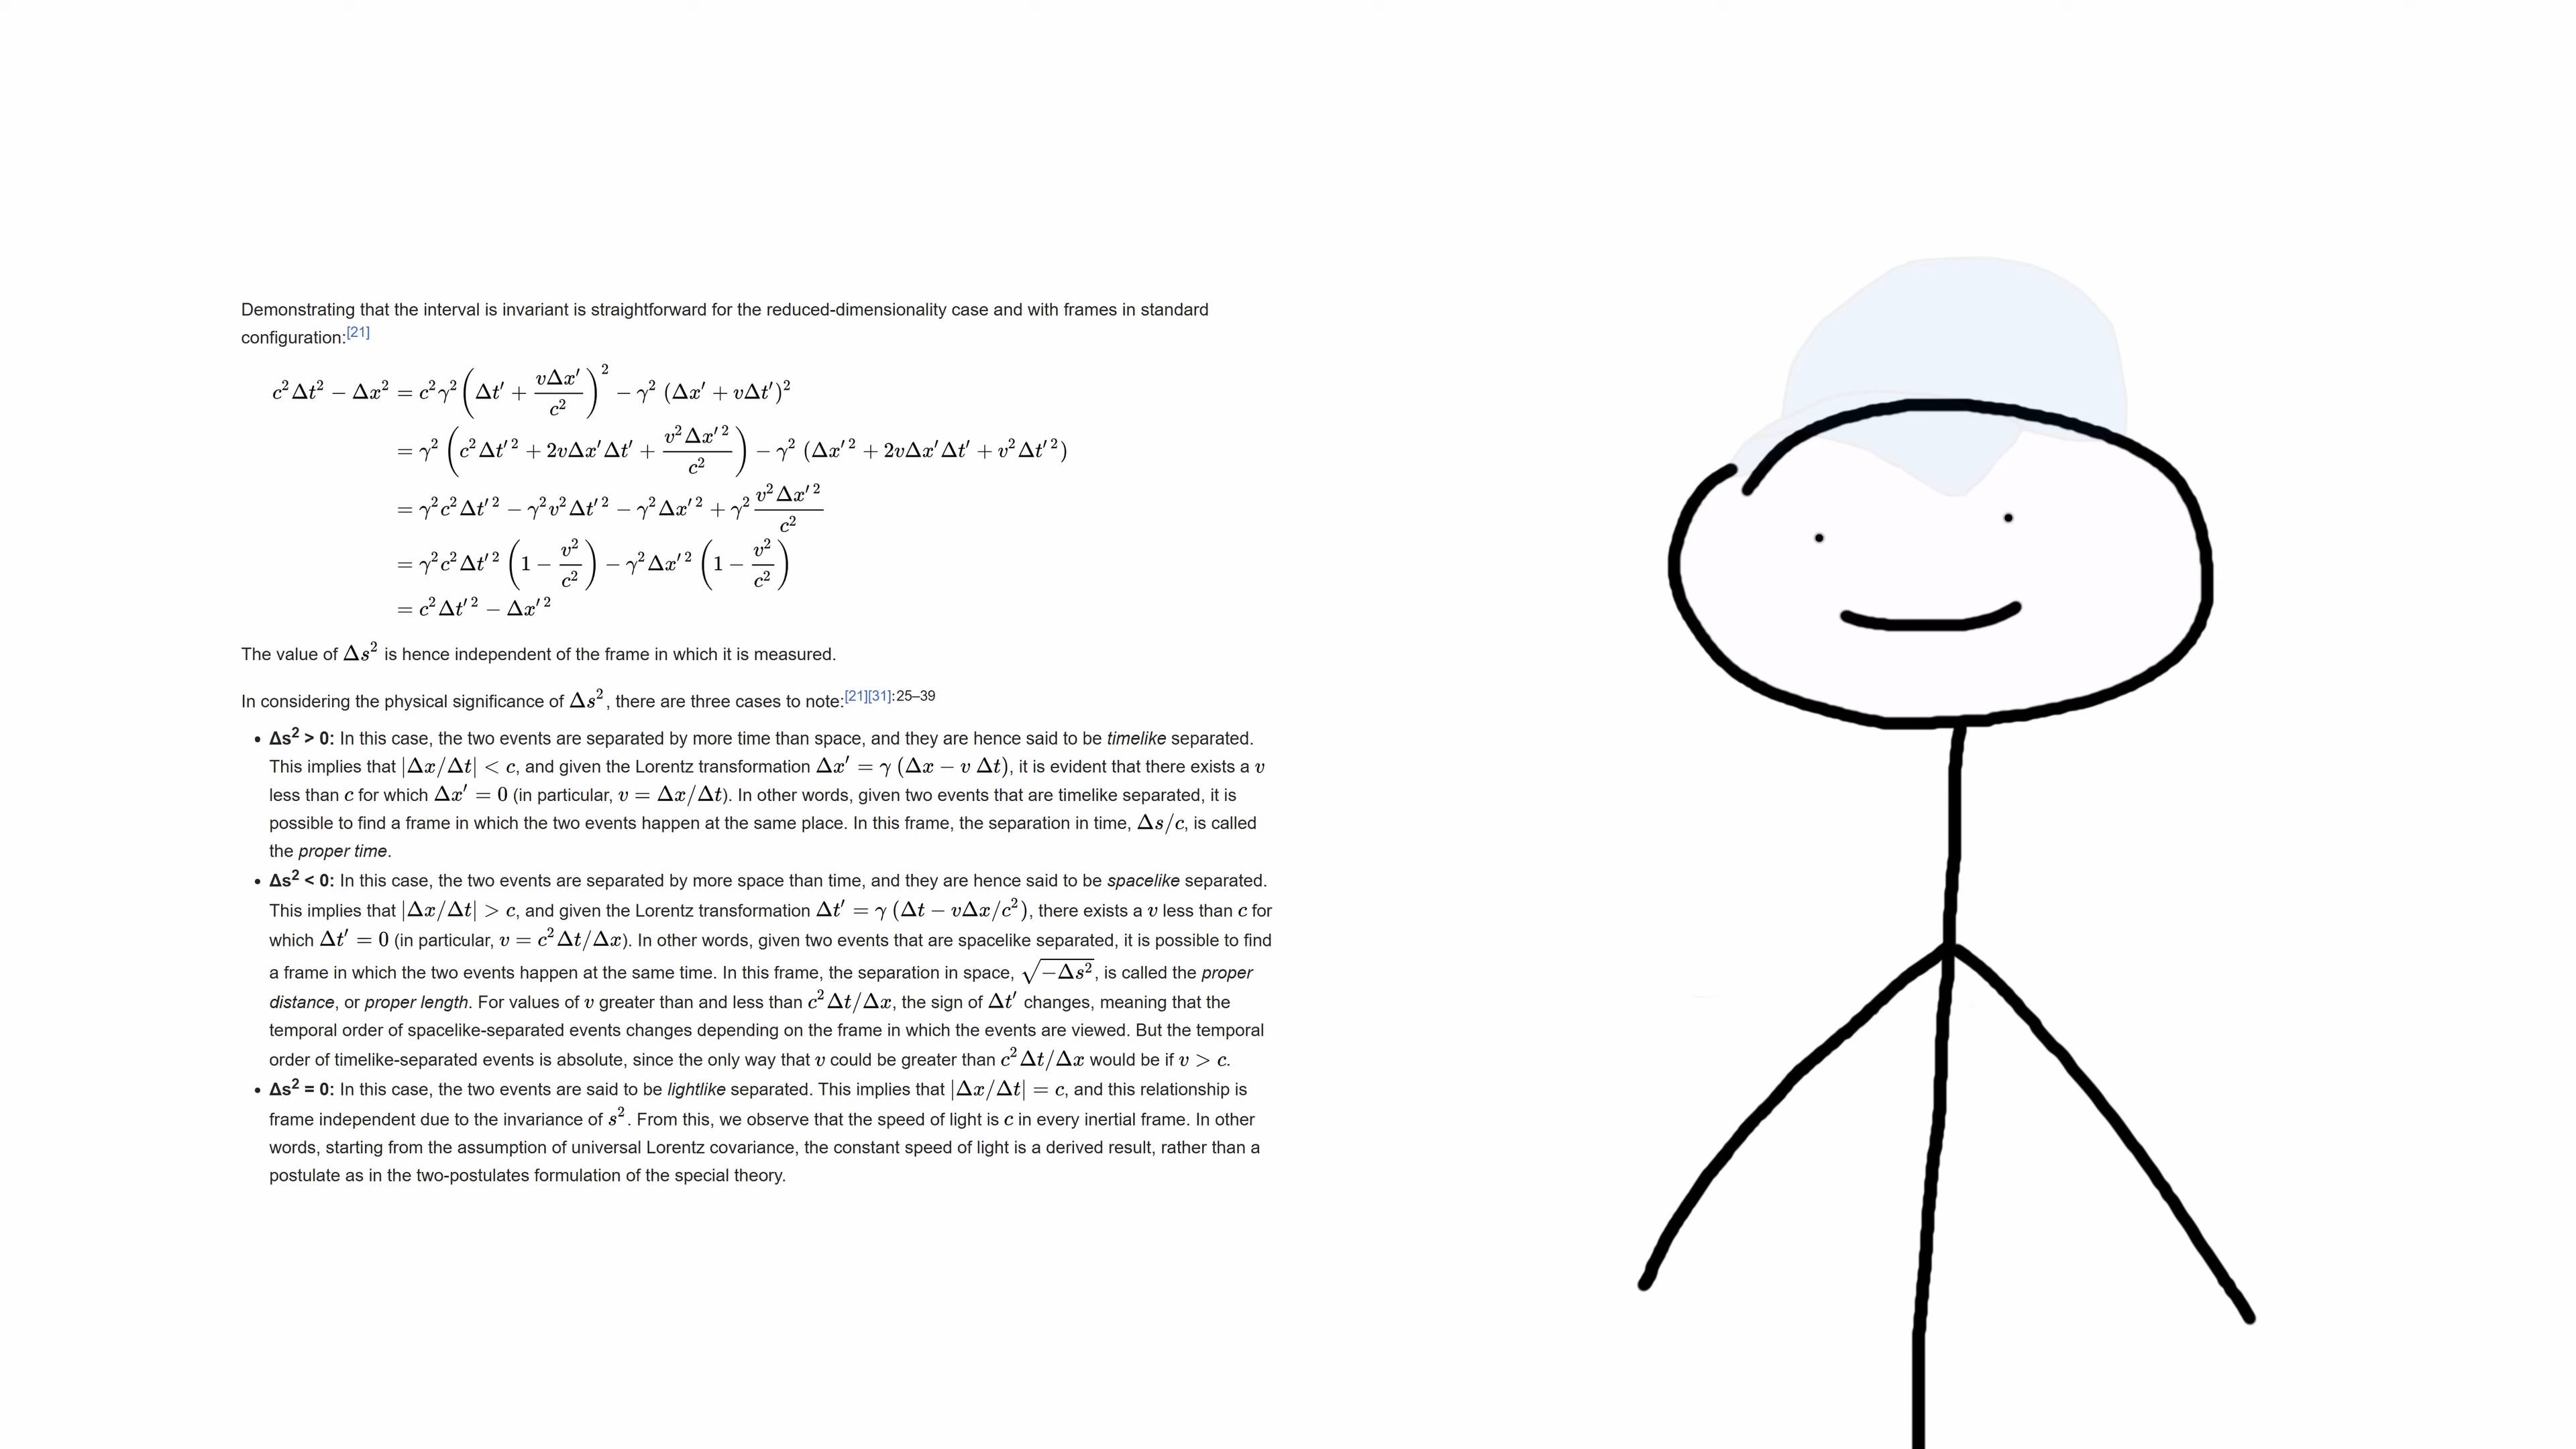 Demonstrating that the interval is invariant is straightforward for the reduced-dimensionality case and with frames in standard
configuration:[21]
c²Δt² − Δx² = c²γ²(Δt′ + vΔx′/c²)² − γ² (Δx′ + vΔt′)²
= γ² (c²Δt′² + 2vΔx′Δt′ + v²Δx′²/c²) − γ² (Δx′² + 2vΔx′Δt′ + v²Δt′²)
= γ²c²Δt′² − γ²v²Δt′² − γ²Δx′² + γ² v²Δx′²/c²
= γ²c²Δt′² (1 − v²/c²) − γ²Δx′² (1 − v²/c²)
= c²Δt′² − Δx′²
The value of Δs² is hence independent of the frame in which it is measured.
In considering the physical significance of Δs², there are three cases to note:[21][31]:25–39
• Δs² > 0: In this case, the two events are separated by more time than space, and they are hence said to be timelike separated.
This implies that |Δx/Δt| < c, and given the Lorentz transformation Δx′ = γ (Δx − v Δt), it is evident that there exists a v
less than c for which Δx′ = 0 (in particular, v = Δx/Δt). In other words, given two events that are timelike separated, it is
possible to find a frame in which the two events happen at the same place. In this frame, the separation in time, Δs/c, is called
the proper time.
• Δs² < 0: In this case, the two events are separated by more space than time, and they are hence said to be spacelike separated.
This implies that |Δx/Δt| > c, and given the Lorentz transformation Δt′ = γ (Δt − vΔx/c²), there exists a v less than c for
which Δt′ = 0 (in particular, v = c²Δt/Δx). In other words, given two events that are spacelike separated, it is possible to find
a frame in which the two events happen at the same time. In this frame, the separation in space, √(−Δs²), is called the proper
distance, or proper length. For values of v greater than and less than c²Δt/Δx, the sign of Δt′ changes, meaning that the
temporal order of spacelike-separated events changes depending on the frame in which the events are viewed. But the temporal
order of timelike-separated events is absolute, since the only way that v could be greater than c²Δt/Δx would be if v > c.
• Δs² = 0: In this case, the two events are said to be lightlike separated. This implies that |Δx/Δt| = c, and this relationship is
frame independent due to the invariance of s². From this, we observe that the speed of light is c in every inertial frame. In other
words, starting from the assumption of universal Lorentz covariance, the constant speed of light is a derived result, rather than a
postulate as in the two-postulates formulation of the special theory.